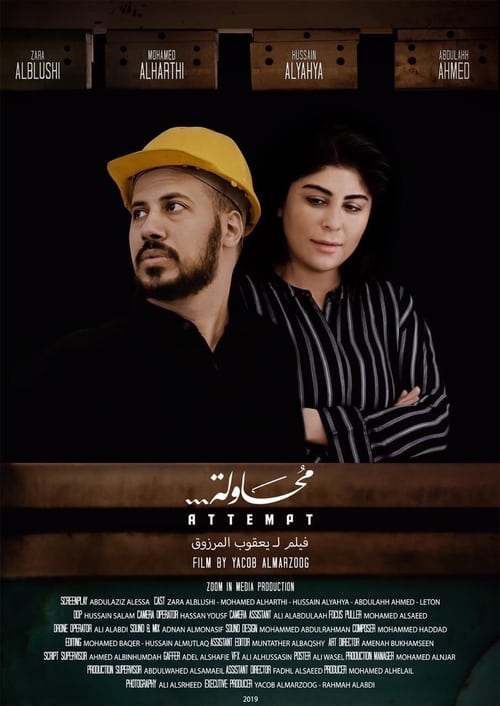 ZARA
ALBLUSHI
MOHAMED
ALHARTHI
HUSSAIN
ALYAHYA
ABDULAHH
AHMED
مُحَاولة...
ATTEMPT
فيلم لـ يعقوب المرزوق
FILM BY YACOB ALMARZOOG
ZOOM IN MEDIA PRODUCTION
SCREENPLAY ABDULAZIZ ALESSA CAST ZARA ALBLUSHI - MOHAMED ALHARTHI - HUSSAIN ALYAHYA - ABDULAHH AHMED - LETON
DOP HUSSAIN SALAM CAMERA OPERATOR HASSAN YOUSF CAMERA ASSISTANT ALI ALABDULAAH FOCUS PULLER MOHAMED ALSAEED
DRONE OPERATOR ALI ALABDI SOUND & MIX ADNAN ALMONASIF SOUND DESIGN MOHAMMED ABDULRAHMAN COMPOSER MOHAMMED HADDAD
EDITING MOHAMED BAQER - HUSSAIN ALMUTLAQ ASSISTANT EDITOR MUNTATHER ALBAQSHY ART DIRECTOR AMENAH BUKHAMSEEN
SCRIPT SUPERVISOR AHMED ALBINHUMDAH GAFFER ADEL ALSHAFIE VFX ALI ALHUSSAIN POSTER ALI WASEL PRODUCTION MANAGER MOHAMED ALNJAR
PRODUCTION SUPERVISOR ABDULWAHED ALSAMAEIL ASSISTANT DIRECTOR FADHL ALSAEED PRODUCER MOHAMED ALHELAIL
PHOTOGRAPHY ALI ALSRHEED EXECUTIVE PRODUCER YACOB ALMARZOOG - RAHMAH ALABDI
2019